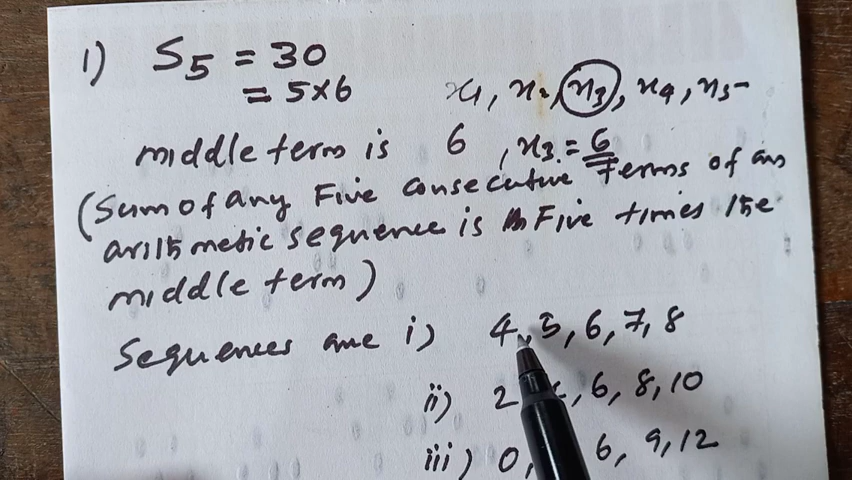 1) S5 = 30
= 5×6
x1, x2, x3, x4, x5
middle term is 6, x3 = 6
(Sum of any Five consecutive terms of an
arithmetic sequence is Five times the
middle term)
Sequences are i) 4, 5, 6, 7, 8
ii) 2, 6, 8, 10
iii) 0, 6, 9, 12